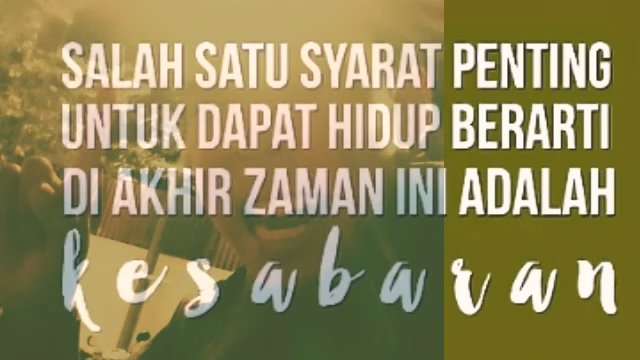 SALAH SATU SYARAT PENTING
UNTUK DAPAT HIDUP BERARTI
DI AKHIR ZAMAN INI ADALAH
kesabaran